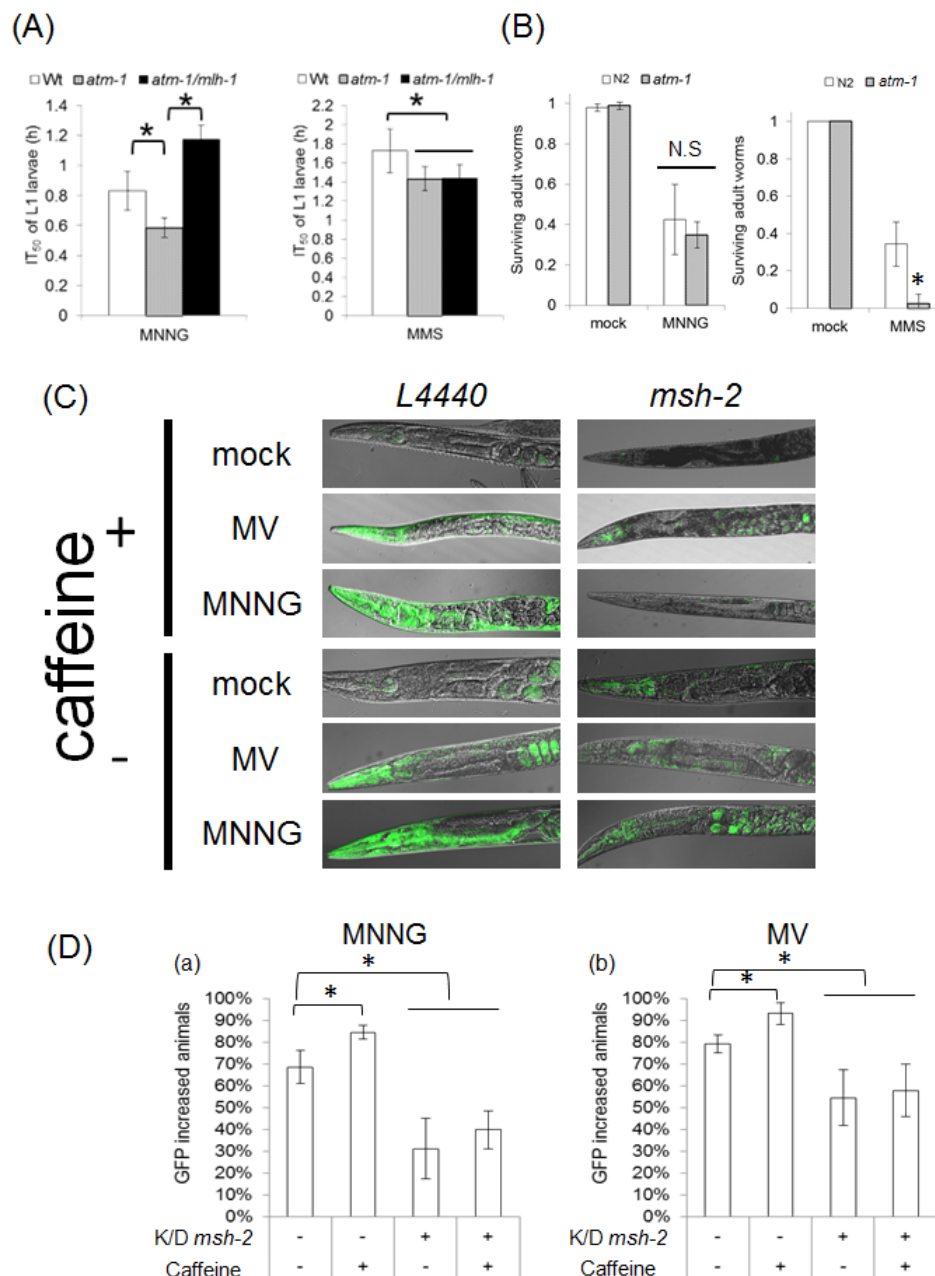 (A)
Wt atm-1 atm-1/mlh-1
IT50 of L1 larvae (h)
1.4
1.2
1
0.8
0.6
0.4
0.2
0
* *
MNNG
Wt atm-1 atm-1/mlh-1
IT50 of L1 larvae (h)
2.2
2
1.8
1.6
1.4
1.2
1
0.8
0.6
0.4
0.2
0
*
MMS
(B)
N2 atm-1
Surviving adult worms
1
0.8
0.6
0.4
0.2
0
N.S
mock MNNG
N2 atm-1
Surviving adult worms
1
0.8
0.6
0.4
0.2
0
*
mock MMS
(C)
L4440 msh-2
caffeine
+
mock
MV
MNNG
-
mock
MV
MNNG
(D)
MNNG
(a)
*
*
GFP increased animals
100%
90%
80%
70%
60%
50%
40%
30%
20%
10%
0%
K/D msh-2 - - + +
Caffeine - + - +
MV
(b)
*
*
GFP increased animals
100%
90%
80%
70%
60%
50%
40%
30%
20%
10%
0%
K/D msh-2 - - + +
Caffeine - + - +